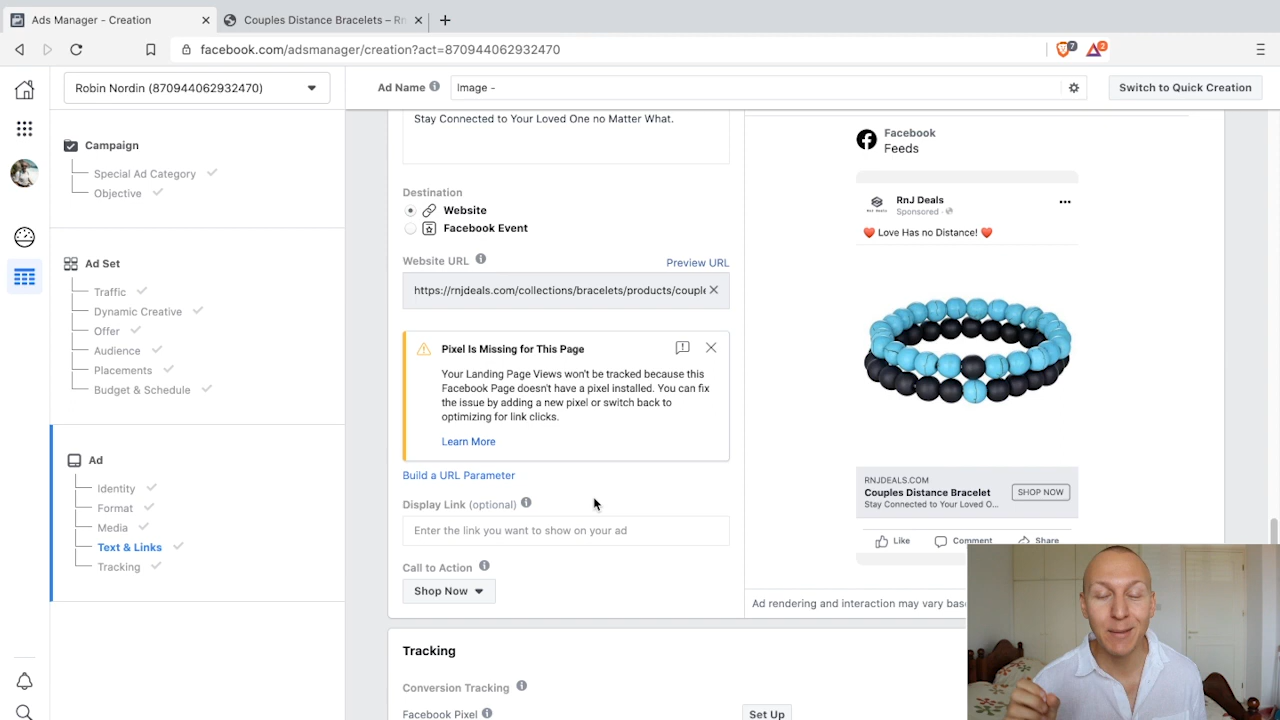 Ads Manager - Creation
Couples Distance Bracelets – Rn
facebook.com/adsmanager/creation?act=870944062932470
7
2
Robin Nordin (870944062932470)
Ad Name
Image -
Switch to Quick Creation
Campaign
Special Ad Category
Objective
Ad Set
Traffic
Dynamic Creative
Offer
Audience
Placements
Budget & Schedule
Ad
Identity
Format
Media
Text & Links
Tracking
Stay Connected to Your Loved One no Matter What.
Destination
Website
Facebook Event
Website URL
Preview URL
https://rnjdeals.com/collections/bracelets/products/couple
Pixel Is Missing for This Page
Your Landing Page Views won't be tracked because this
Facebook Page doesn't have a pixel installed. You can fix
the issue by adding a new pixel or switch back to
optimizing for link clicks.
Learn More
Build a URL Parameter
Display Link (optional)
Enter the link you want to show on your ad
Call to Action
Shop Now
Tracking
Conversion Tracking
Facebook Pixel
Set Up
Facebook
Feeds
RNJ DEALS
RnJ Deals
Sponsored ·
Love Has no Distance!
RNJDEALS.COM
Couples Distance Bracelet
Stay Connected to Your Loved O...
SHOP NOW
Like
Comment
Share
Ad rendering and interaction may vary base